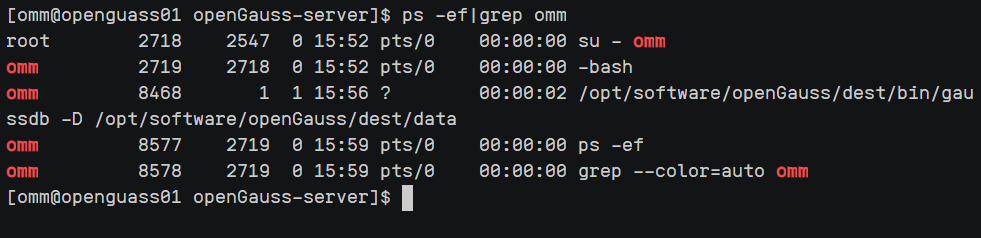 [omm@openguass01 openGauss-server]$ ps -ef|grep omm
root        2718    2547  0 15:52 pts/0    00:00:00 su - omm
omm         2719    2718  0 15:52 pts/0    00:00:00 -bash
omm         8468       1  1 15:56 ?        00:00:02 /opt/software/openGauss/dest/bin/gau
ssdb -D /opt/software/openGauss/dest/data
omm         8577    2719  0 15:59 pts/0    00:00:00 ps -ef
omm         8578    2719  0 15:59 pts/0    00:00:00 grep --color=auto omm
[omm@openguass01 openGauss-server]$